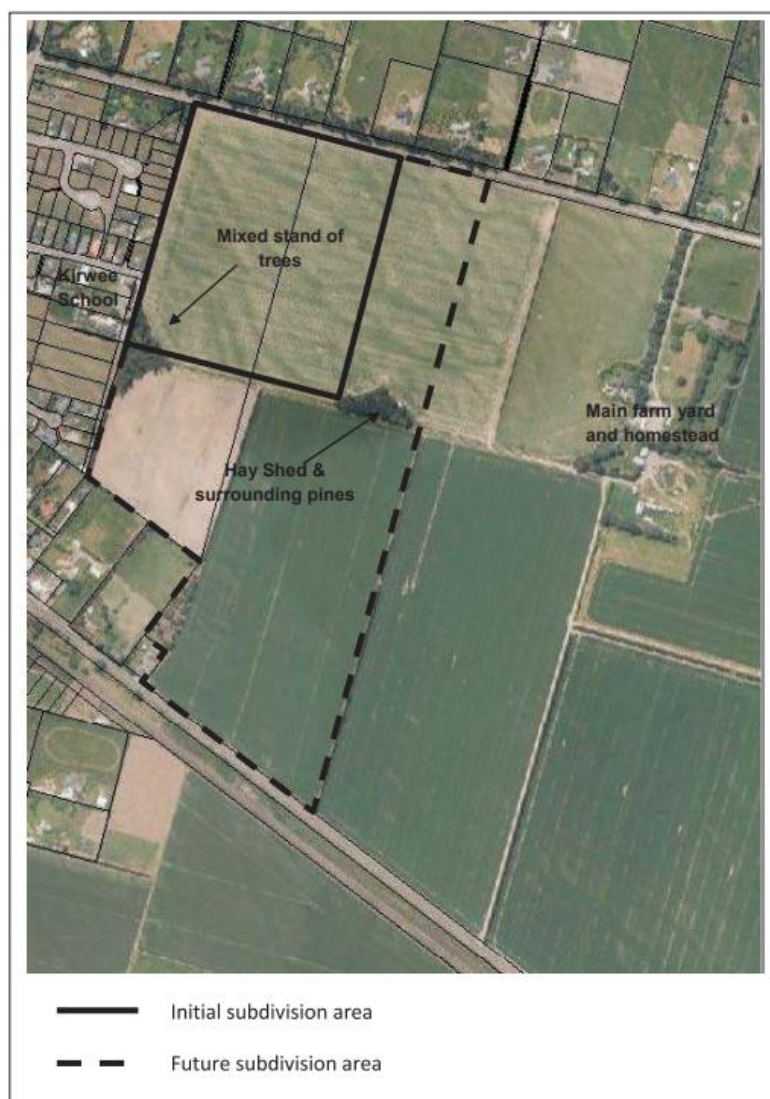 Mixed stand of
trees
Kirwee
School
Main farm yard
and homestead
Hay Shed &
surrounding pines
Initial subdivision area
Future subdivision area